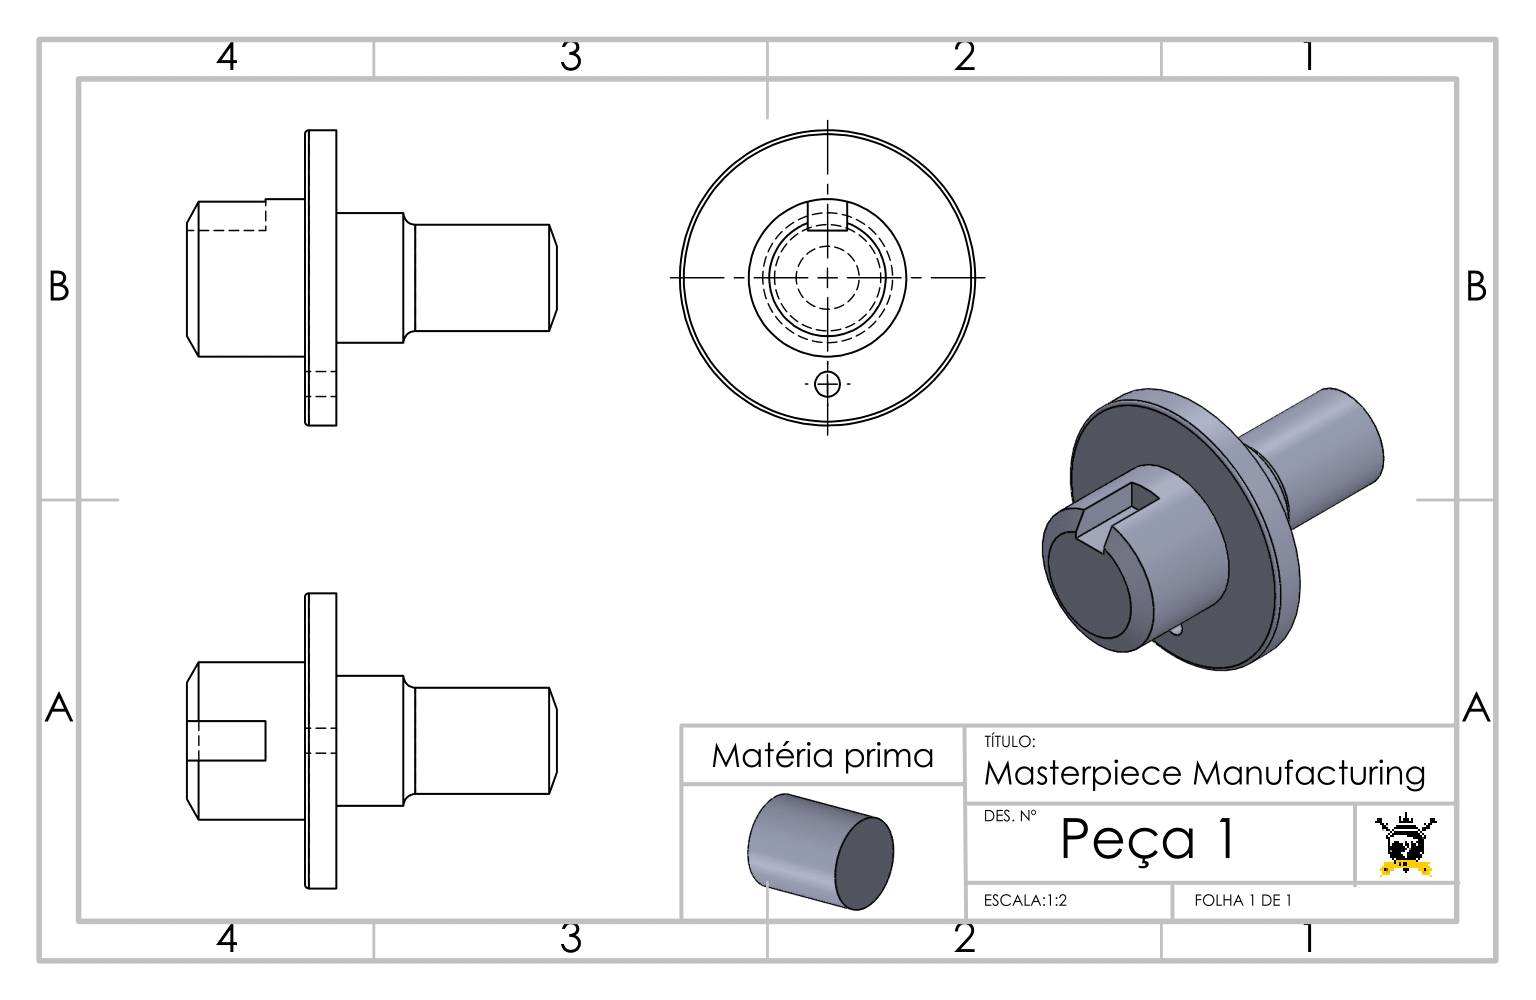 4 3 2 1
B B
A A
Matéria prima
TÍTULO:
Masterpiece Manufacturing
DES. Nº
Peça 1
ESCALA:1:2 FOLHA 1 DE 1
4 3 2 1